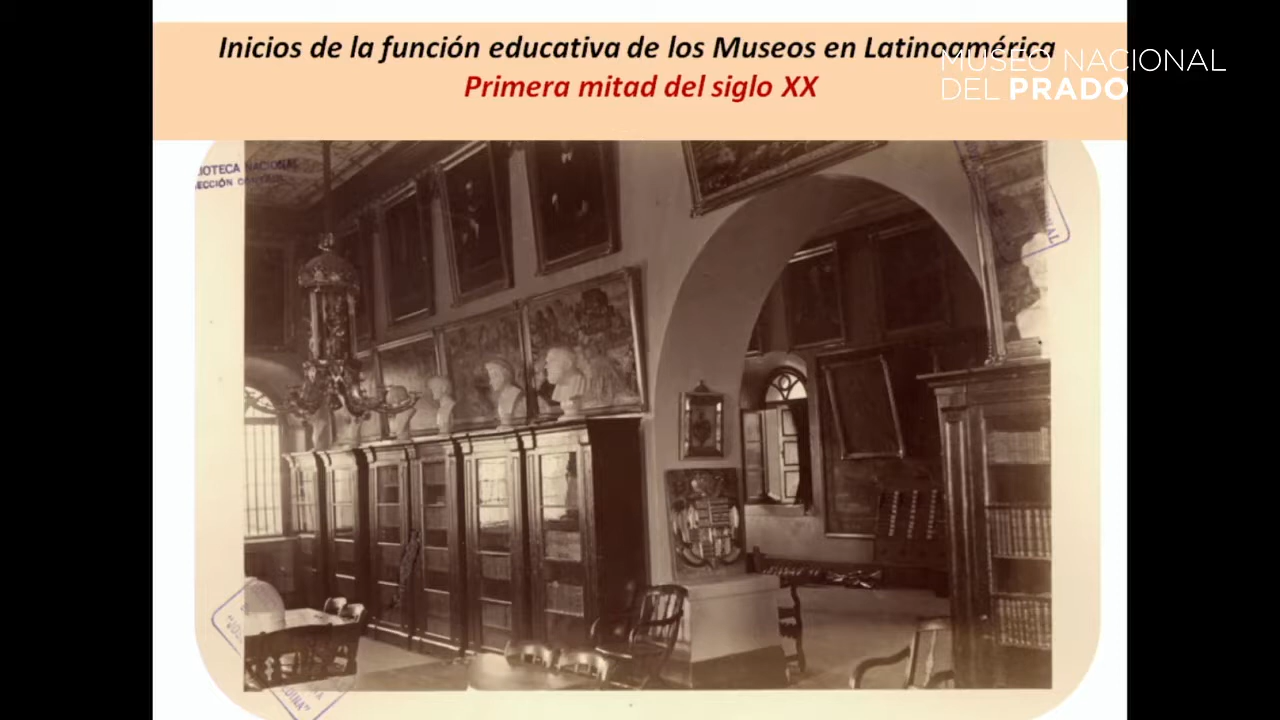 Inicios de la función educativa de los Museos en Latinoamérica
Primera mitad del siglo XX
MUSEO NACIONAL
DEL PRADO
NACIONAL